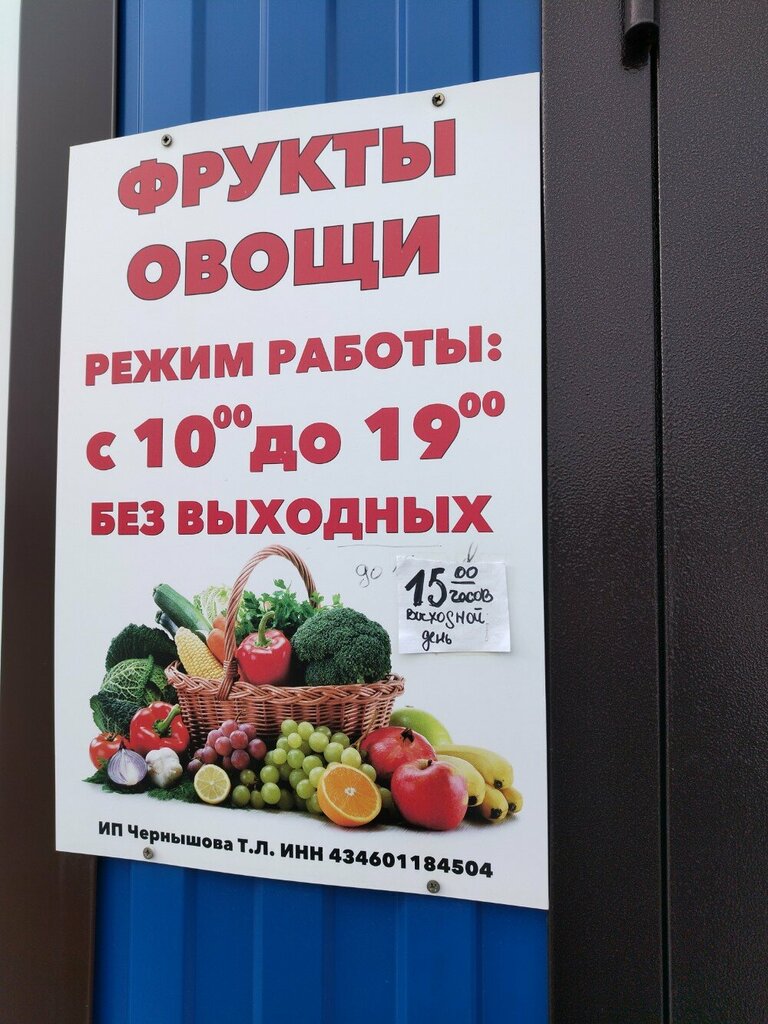 ФРУКТЫ
ОВОЩИ
РЕЖИМ РАБОТЫ:
с 10⁰⁰ до 19⁰⁰
БЕЗ ВЫХОДНЫХ
до
15⁰⁰
часов
выходной
день
ИП Чернышова Т.Л. ИНН 434601184504